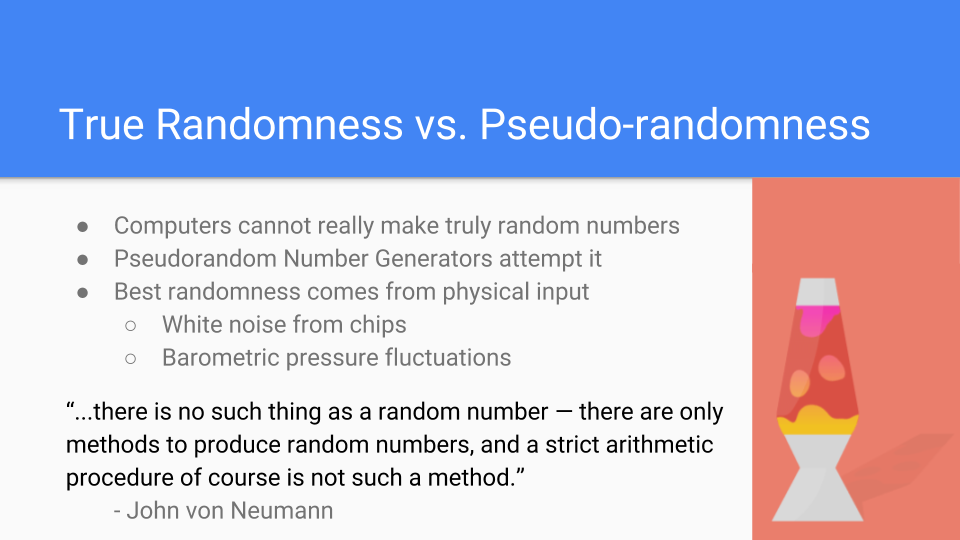 True Randomness vs. Pseudo-randomness
● Computers cannot really make truly random numbers
● Pseudorandom Number Generators attempt it
● Best randomness comes from physical input
○ White noise from chips
○ Barometric pressure fluctuations
“...there is no such thing as a random number — there are only
methods to produce random numbers, and a strict arithmetic
procedure of course is not such a method.”
- John von Neumann